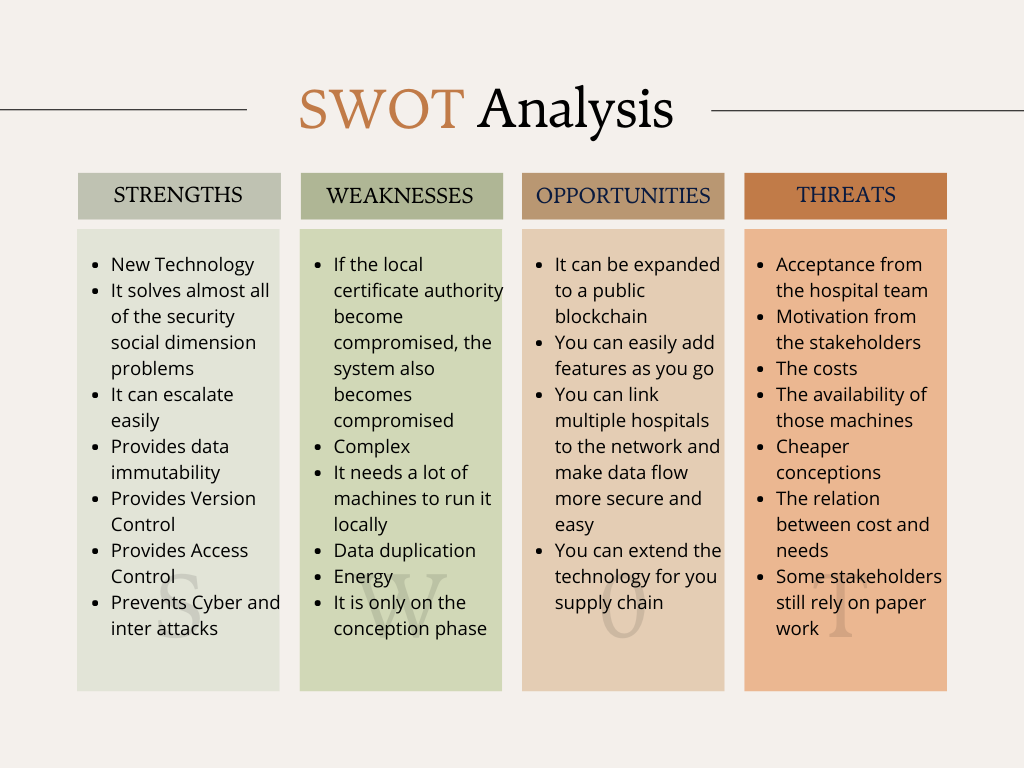 SWOT Analysis
STRENGTHS
• New Technology
• It solves almost all
of the security
social dimension
problems
• It can escalate
easily
• Provides data
immutability
• Provides Version
Control
• Provides Access
Control
• Prevents Cyber and
inter attacks
S
WEAKNESSES
• If the local
certificate authority
become
compromised, the
system also
becomes
compromised
• Complex
• It needs a lot of
machines to run it
locally
• Data duplication
• Energy
• It is only on the
conception phase
W
OPPORTUNITIES
• It can be expanded
to a public
blockchain
• You can easily add
features as you go
• You can link
multiple hospitals
to the network and
make data flow
more secure and
easy
• You can extend the
technology for you
supply chain
0
THREATS
• Acceptance from
the hospital team
• Motivation from
the stakeholders
• The costs
• The availability of
those machines
• Cheaper
conceptions
• The relation
between cost and
needs
• Some stakeholders
still rely on paper
work
T